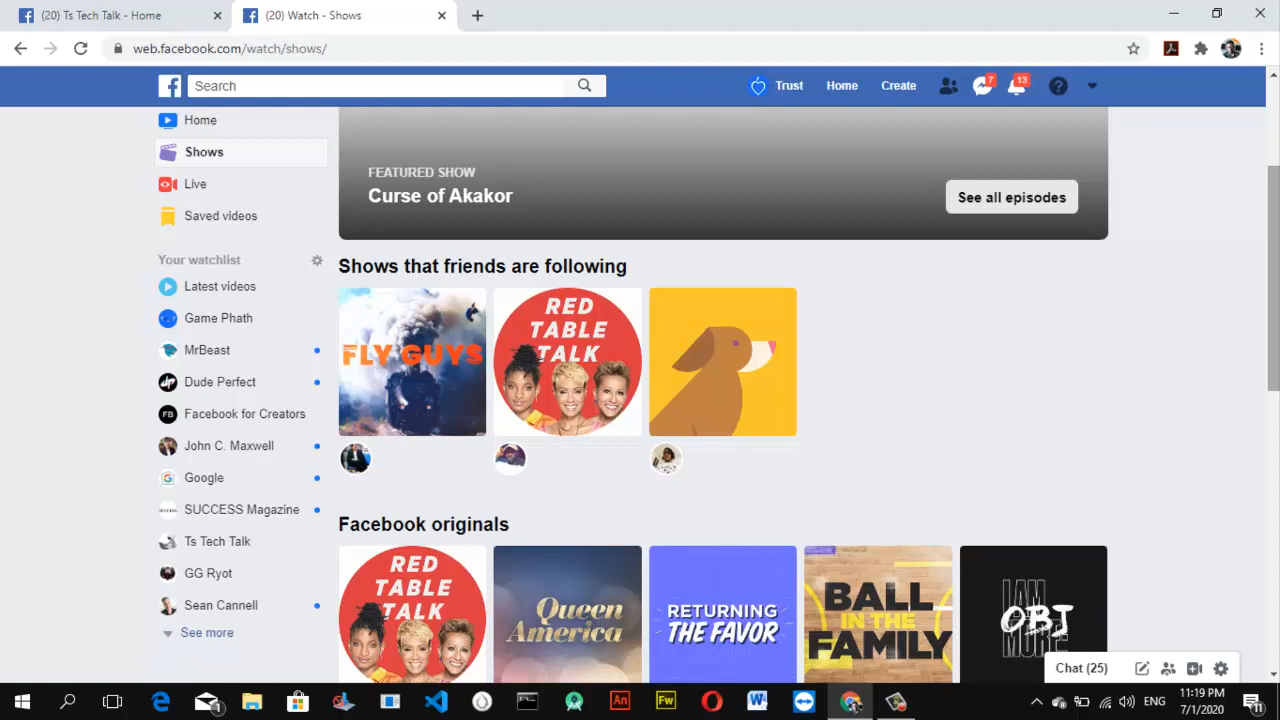 (20) Ts Tech Talk - Home
(20) Watch - Shows
web.facebook.com/watch/shows/
Search
Trust
Home
Create
7
13
Home
Shows
Live
Saved videos
Your watchlist
Latest videos
Game Phath
MrBeast
Dude Perfect
Facebook for Creators
John C. Maxwell
Google
SUCCESS Magazine
Ts Tech Talk
GG Ryot
Sean Cannell
See more
FEATURED SHOW
Curse of Akakor
See all episodes
Shows that friends are following
FLY GUYS
RED
TABLE
TALK
Facebook originals
RED
TABLE
TALK
Queen
America
RETURNING
THE FAVOR
BALL
IN THE
FAMILY
I AM
OBJ
MORE
Chat (25)
ENG
11:19 PM
7/1/2020